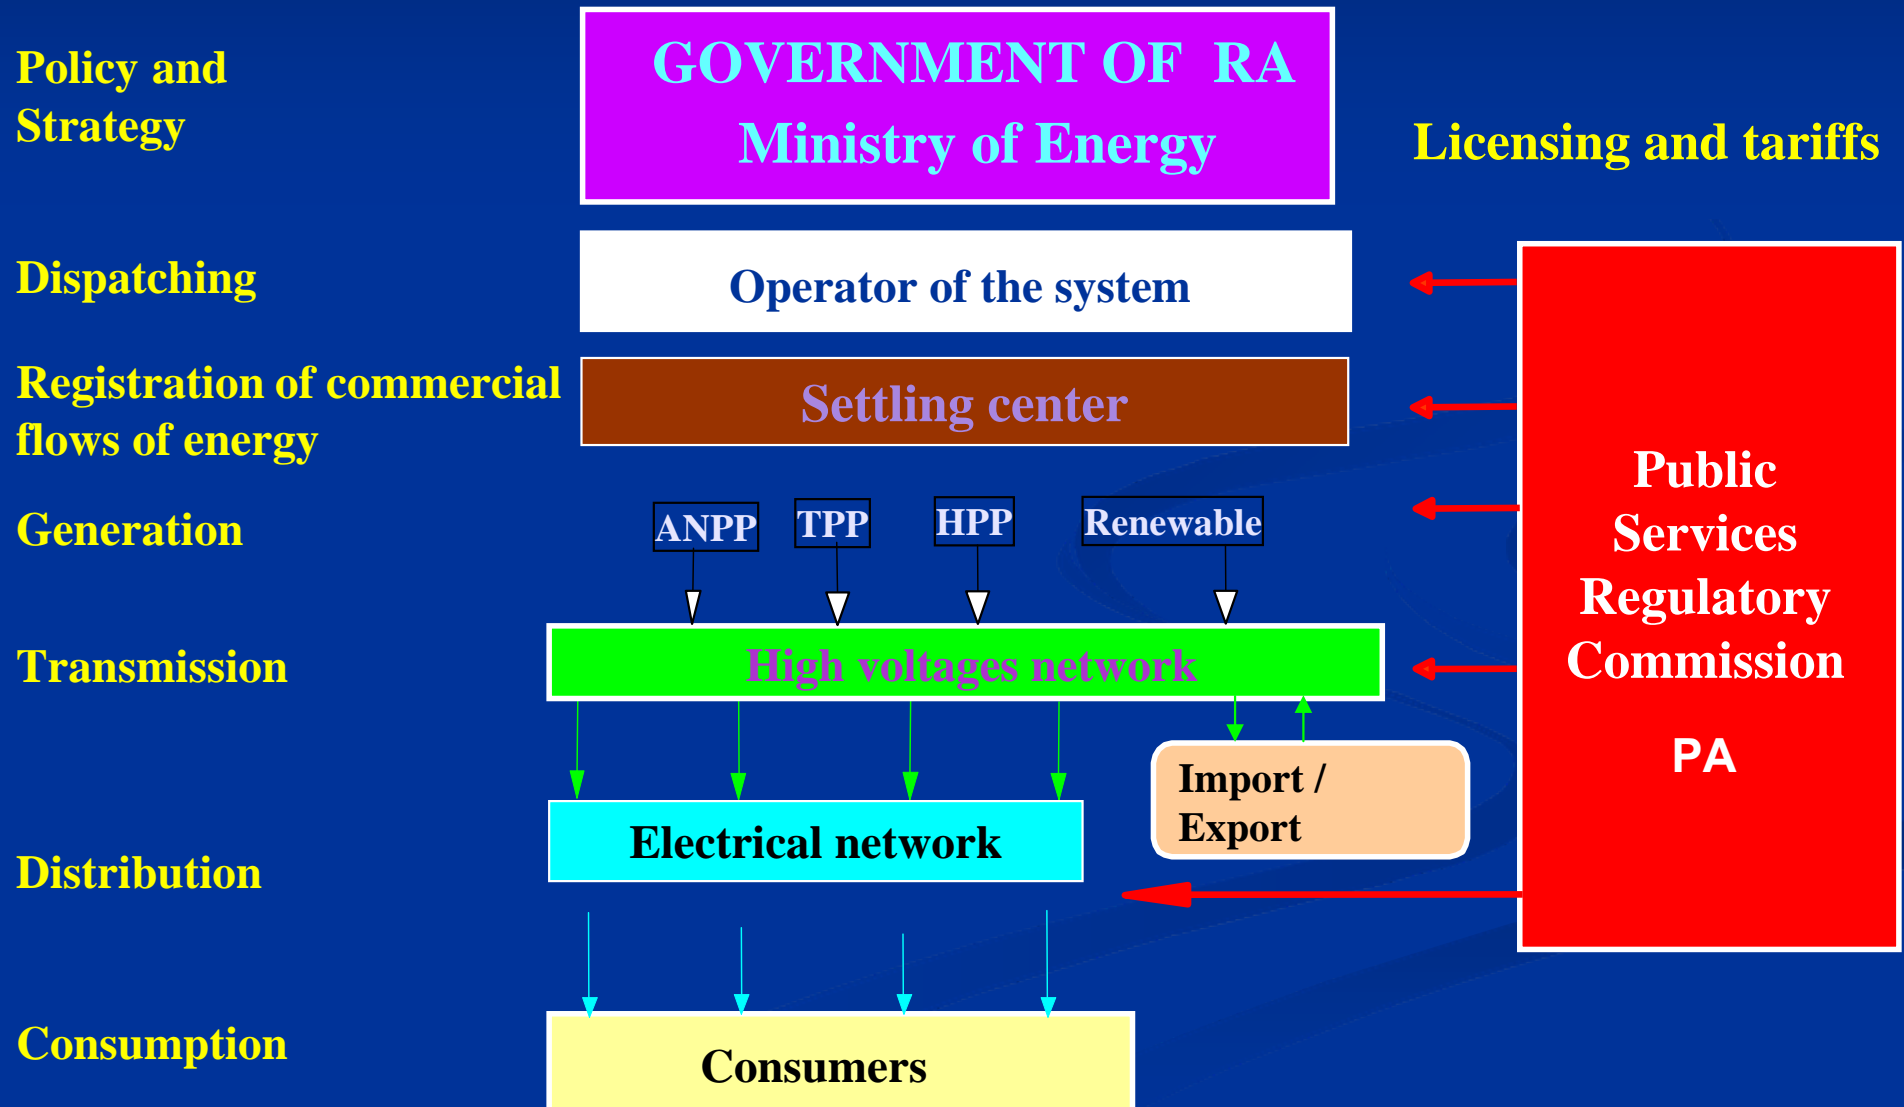 Policy and
Strategy
GOVERNMENT OF RA
Ministry of Energy
Licensing and tariffs
Dispatching
Operator of the system
Registration of commercial
flows of energy
Settling center
Generation
ANPP
TPP
HPP
Renewable
Transmission
High voltages network
Import /
Export
Distribution
Electrical network
Consumption
Consumers
Public
Services
Regulatory
Commission
PA